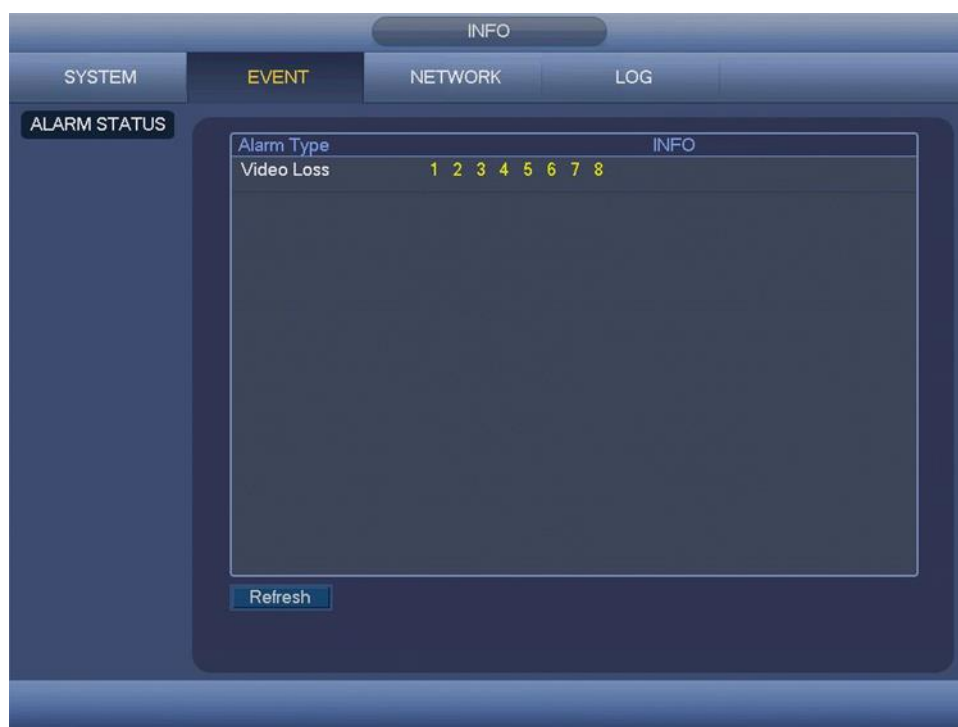 INFO
SYSTEM EVENT NETWORK LOG
ALARM STATUS
Alarm Type INFO
Video Loss 1 2 3 4 5 6 7 8
Refresh